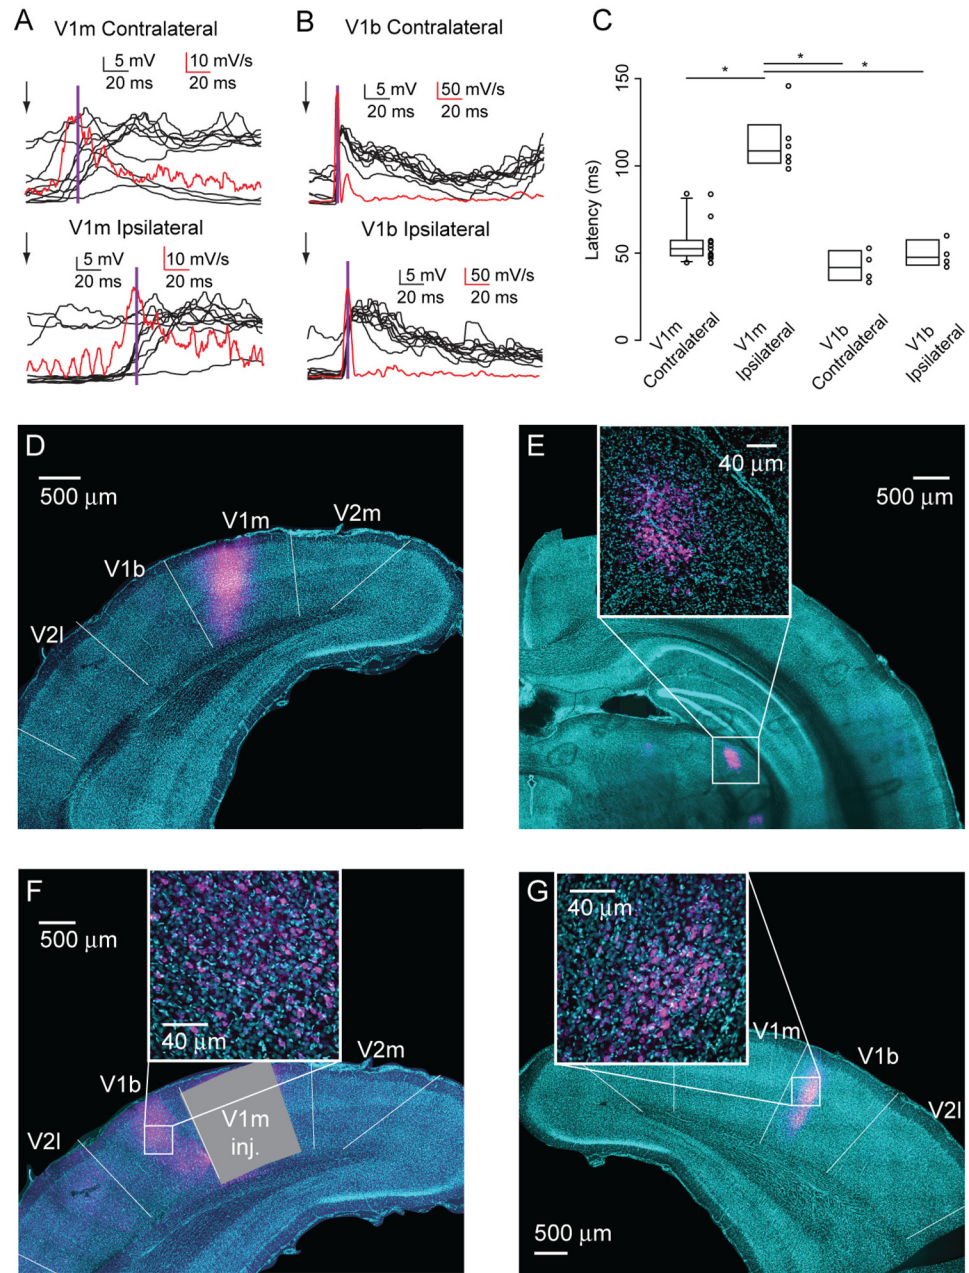 A
V1m Contralateral
5 mV
20 ms
10 mV/s
20 ms
V1m Ipsilateral
5 mV
20 ms
10 mV/s
20 ms
B
V1b Contralateral
5 mV
20 ms
50 mV/s
20 ms
V1b Ipsilateral
5 mV
20 ms
50 mV/s
20 ms
C
*
*
*
150
100
50
0
Latency (ms)
V1m
Contralateral
V1m
Ipsilateral
V1b
Contralateral
V1b
Ipsilateral
D
500 μm
V2m
V1m
V1b
V2l
E
40 μm
500 μm
F
500 μm
40 μm
V2m
V1b
V1m
inj.
V2l
G
40 μm
V1m
V1b
V2l
500 μm